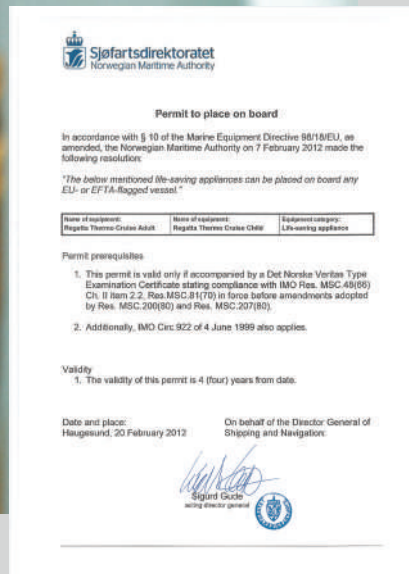 Sjøfartsdirektoratet
Norwegian Maritime Authority
Permit to place on board
In accordance with § 10 of the Marine Equipment Directive 98/18/EU, as
amended, the Norwegian Maritime Authority on 7 February 2012 made the
following resolution:
"The below mentioned life-saving appliances can be placed on board any
EU- or EFTA-flagged vessel."
Name of equipment: Name of equipment: Equipment category:
Regatta Thermo Cruise Adult Regatta Thermo Cruise Child Life-saving appliance
Permit prerequisites
1. This permit is valid only if accompanied by a Det Norske Veritas Type
Examination Certificate stating compliance with IMO Res. MSC.48(66)
Ch. II item 2.2, Res.MSC.81(70) in force before amendments adopted
by Res. MSC.200(80) and Res. MSC.207(80).
2. Additionally, IMO Circ.922 of 4 June 1999 also applies.
Validity
1. The validity of this permit is 4 (four) years from date.
Date and place: On behalf of the Director General of
Haugesund, 20 February 2012 Shipping and Navigation:
Sigurd Gude
acting director general